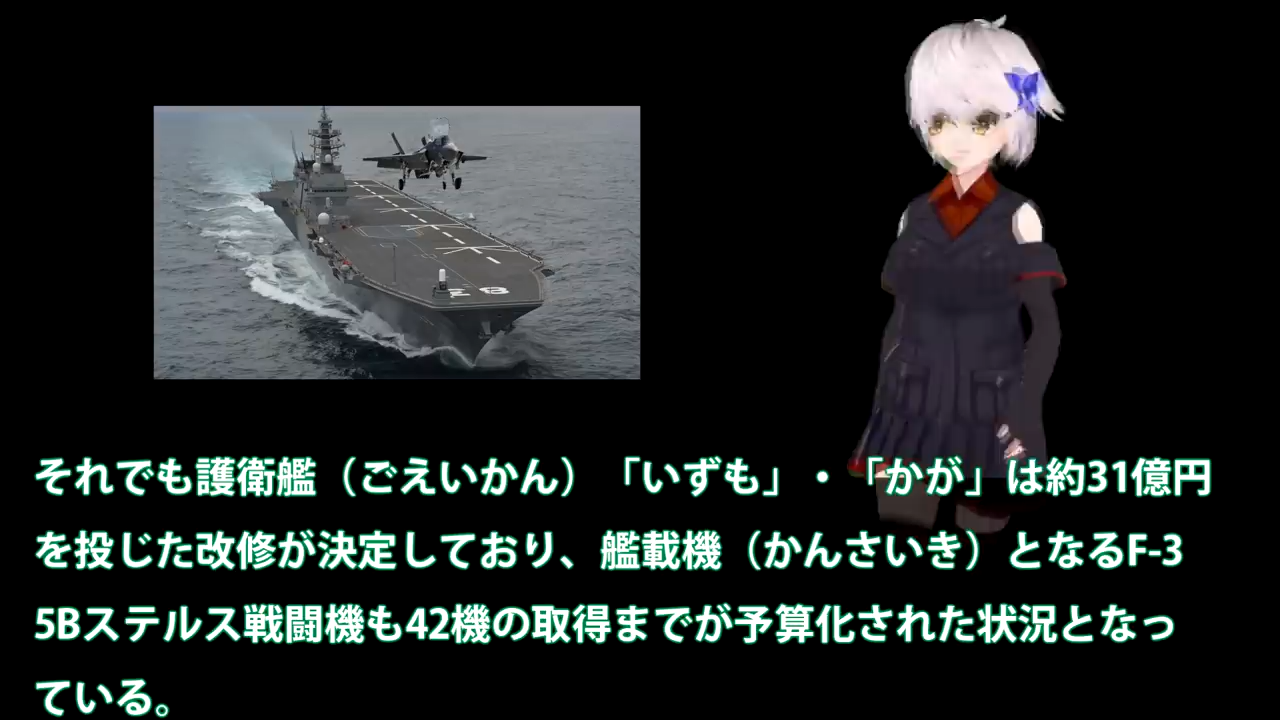 それでも護衛艦（ごえいかん）「いずも」・「かが」は約31億円
を投じた改修が決定しており、艦載機（かんさいき）となるF-3
5Bステルス戦闘機も42機の取得までが予算化された状況となっ
ている。